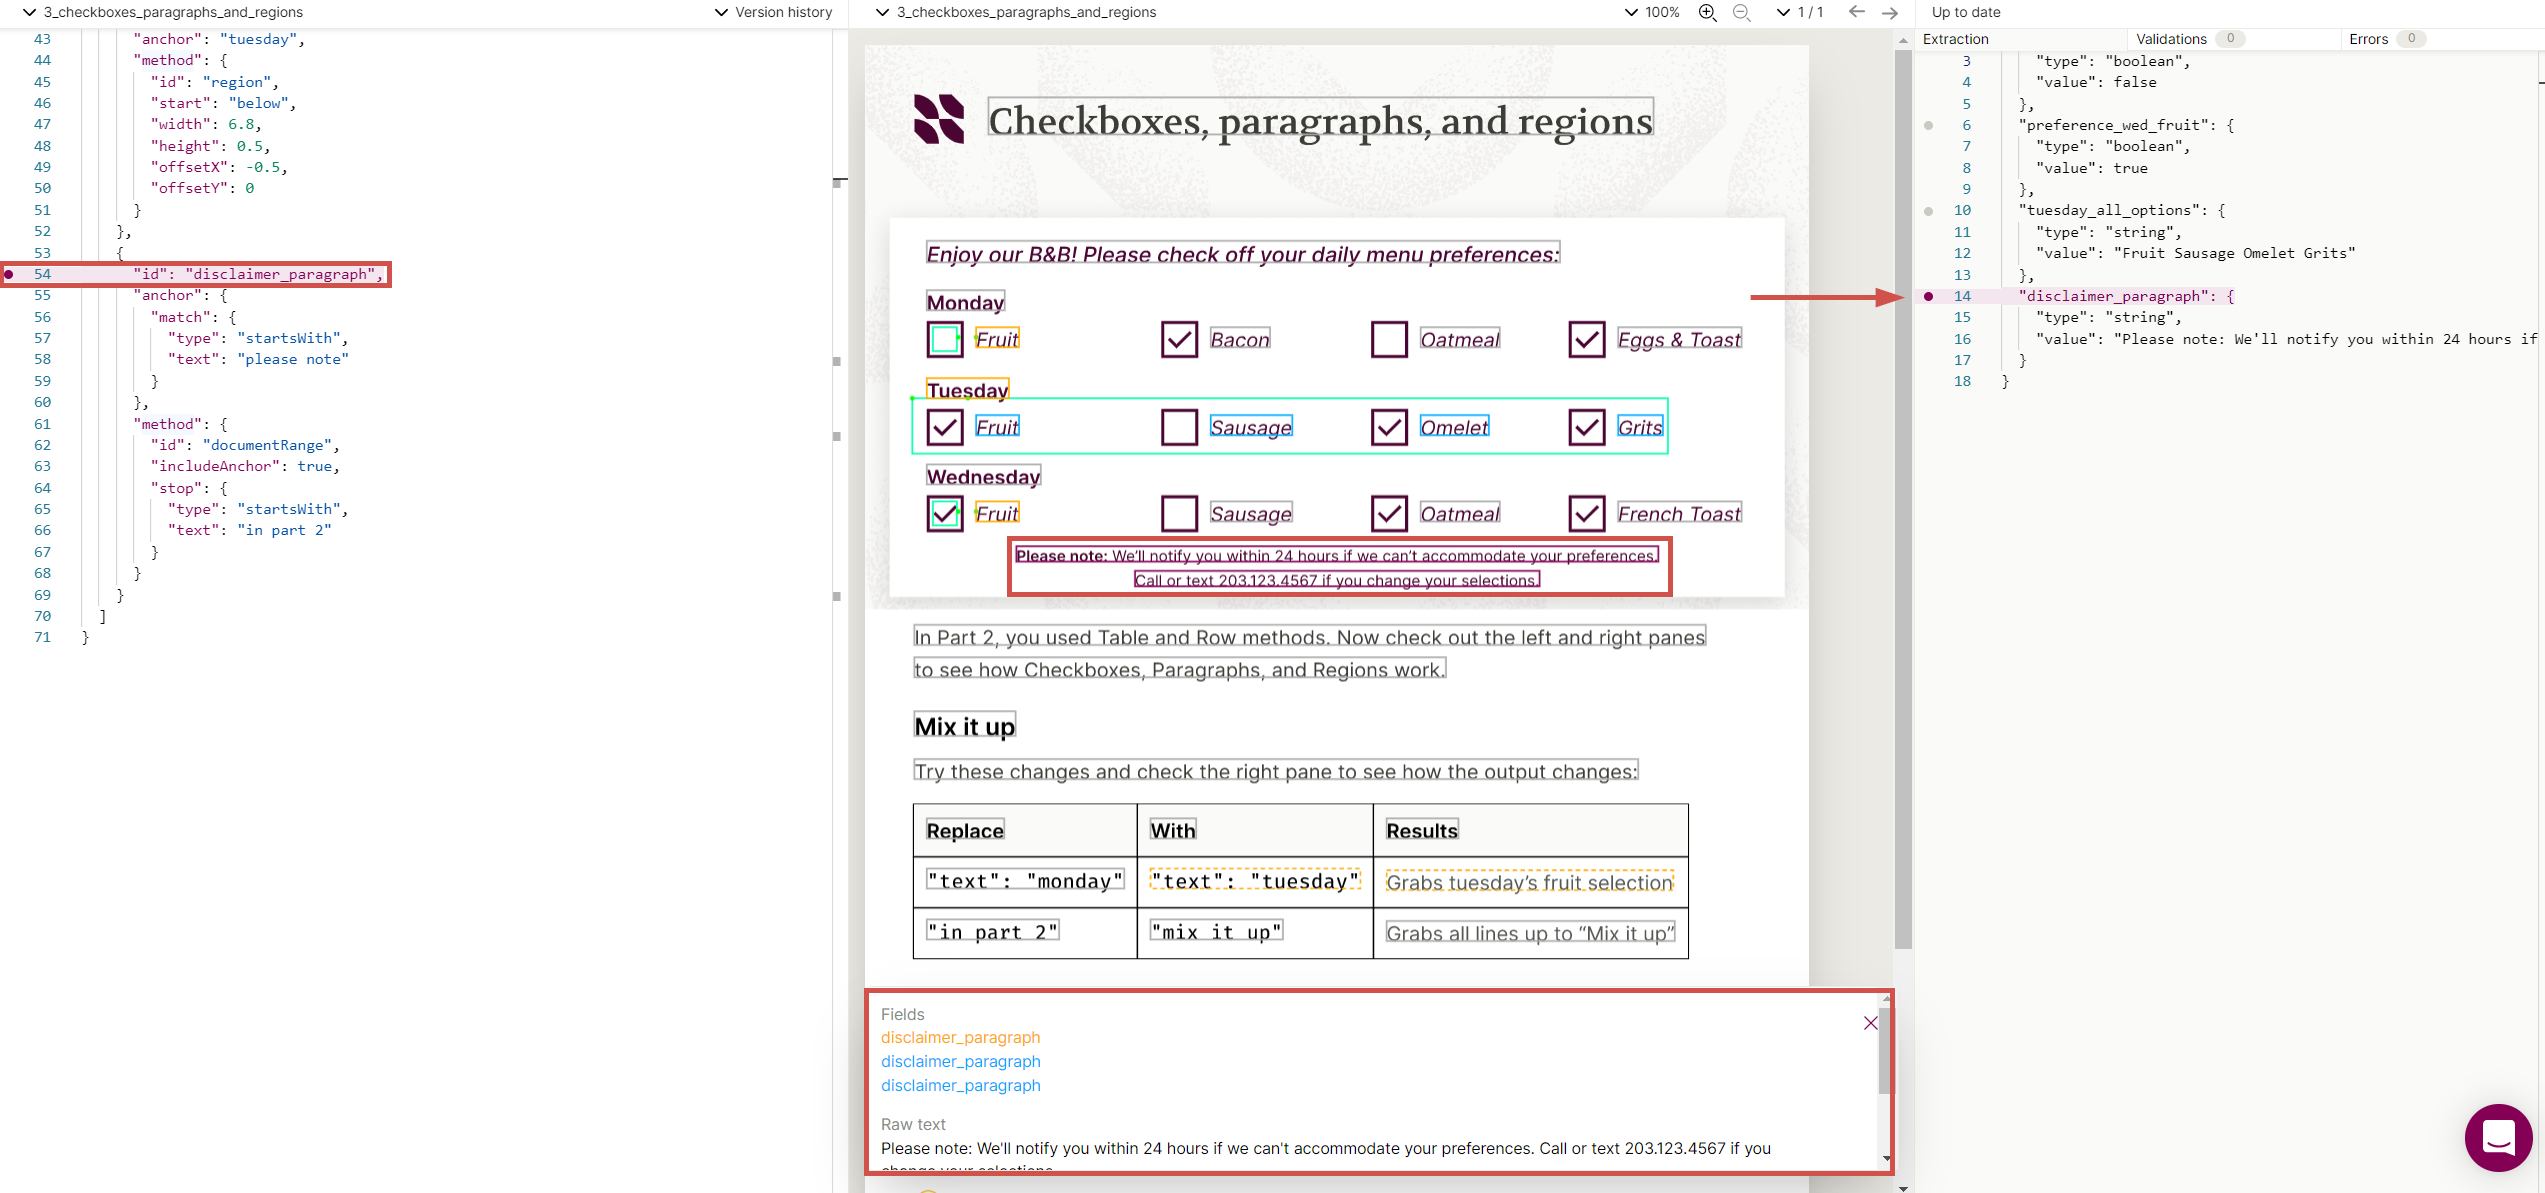 3_checkboxes_paragraphs_and_regions
Version history
43 "anchor": "tuesday",
44 "method": {
45 "id": "region",
46 "start": "below",
47 "width": 6.8,
48 "height": 0.5,
49 "offsetX": -0.5,
50 "offsetY": 0
51 }
52 },
53 {
54 "id": "disclaimer_paragraph",
55 "anchor": {
56 "match": {
57 "type": "startsWith",
58 "text": "please note"
59 }
60 },
61 "method": {
62 "id": "documentRange",
63 "includeAnchor": true,
64 "stop": {
65 "type": "startsWith",
66 "text": "in part 2"
67 }
68 }
69 }
70 ]
71 }
3_checkboxes_paragraphs_and_regions
100%
1 / 1
Checkboxes, paragraphs, and regions
Enjoy our B&B! Please check off your daily menu preferences:
Monday
Fruit Bacon Oatmeal Eggs & Toast
Tuesday
Fruit Sausage Omelet Grits
Wednesday
Fruit Sausage Oatmeal French Toast
Please note: We'll notify you within 24 hours if we can't accommodate your preferences.
Call or text 203.123.4567 if you change your selections.
In Part 2, you used Table and Row methods. Now check out the left and right panes
to see how Checkboxes, Paragraphs, and Regions work.
Mix it up
Try these changes and check the right pane to see how the output changes:
Replace With Results
"text": "monday" "text": "tuesday" Grabs tuesday's fruit selection
"in part 2" "mix it up" Grabs all lines up to “Mix it up”
Fields
disclaimer_paragraph
disclaimer_paragraph
disclaimer_paragraph
Raw text
Please note: We'll notify you within 24 hours if we can't accommodate your preferences. Call or text 203.123.4567 if you
change your selections.
Up to date
Extraction Validations 0 Errors 0
3 "type": "boolean",
4 "value": false
5 },
6 "preference_wed_fruit": {
7 "type": "boolean",
8 "value": true
9 },
10 "tuesday_all_options": {
11 "type": "string",
12 "value": "Fruit Sausage Omelet Grits"
13 },
14 "disclaimer_paragraph": {
15 "type": "string",
16 "value": "Please note: We'll notify you within 24 hours if
17 }
18 }